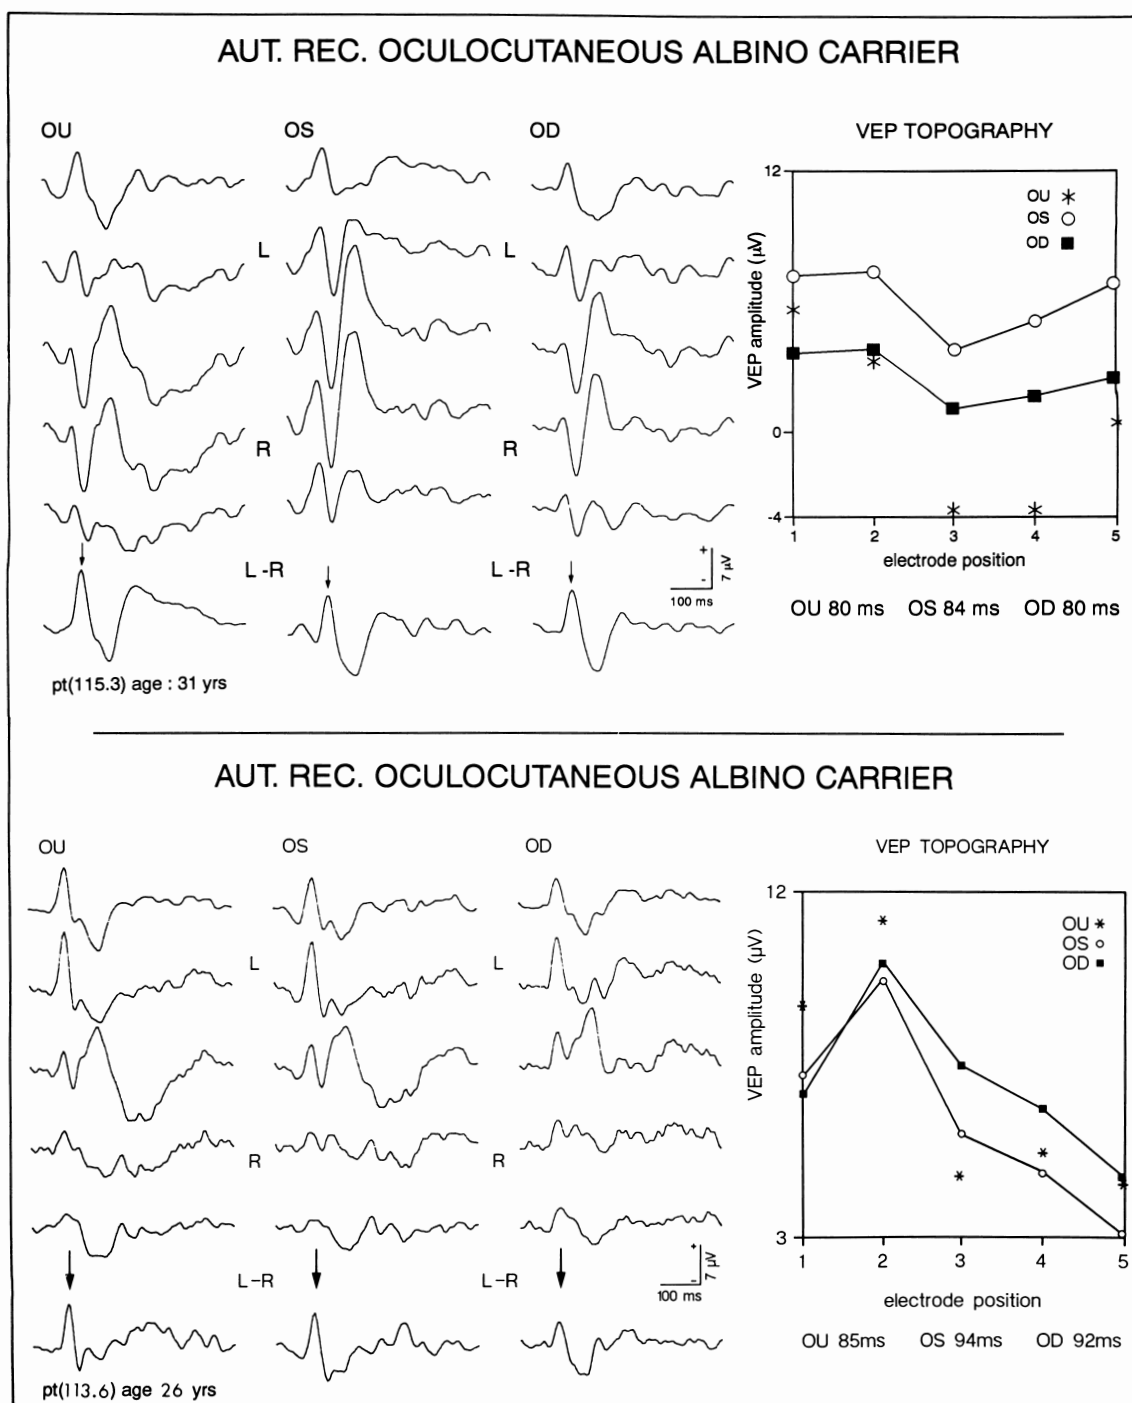 AUT. REC. OCULOCUTANEOUS ALBINO CARRIER
OU OS OD VEP TOPOGRAPHY
12
OU
OS
OD
L L
VEP amplitude (µV)
0
R R
-4
1 2 3 4 5
electrode position
L -R L -R
+
-
7 µV
100 ms
OU 80 ms OS 84 ms OD 80 ms
pt(115.3) age : 31 yrs
AUT. REC. OCULOCUTANEOUS ALBINO CARRIER
OU OS OD VEP TOPOGRAPHY
12
OU
OS
OD
L L
VEP amplitude (µV)
R R
3
1 2 3 4 5
electrode position
L-R L-R
+
-
7 µV
100 ms
OU 85ms OS 94ms OD 92ms
pt(113.6) age 26 yrs